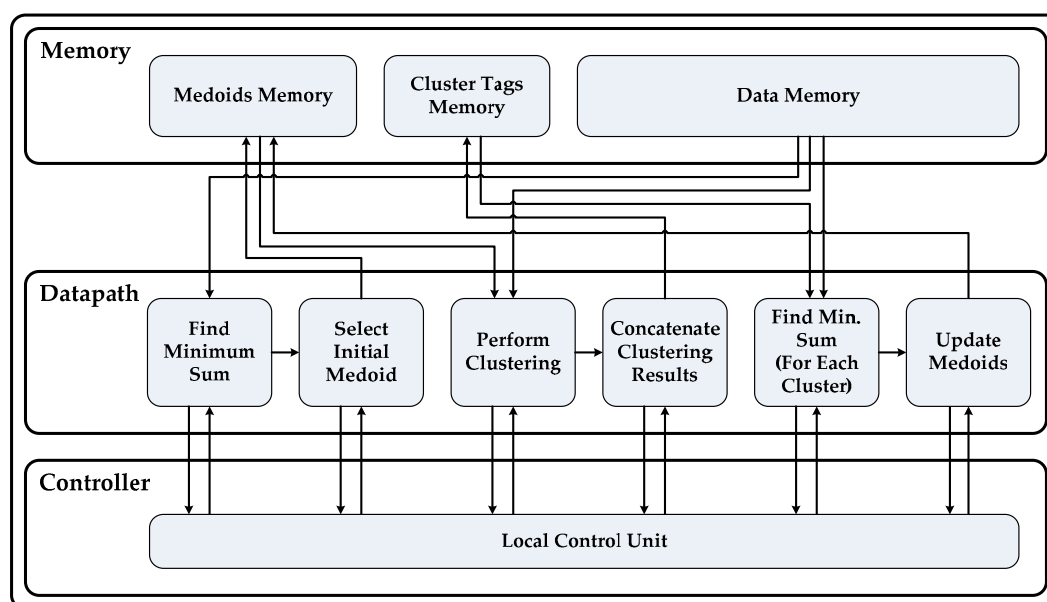 Memory
Medoids Memory
Cluster Tags
Memory
Data Memory
Datapath
Find
Minimum
Sum
Select
Initial
Medoid
Perform
Clustering
Concatenate
Clustering
Results
Find Min.
Sum
(For Each
Cluster)
Update
Medoids
Controller
Local Control Unit